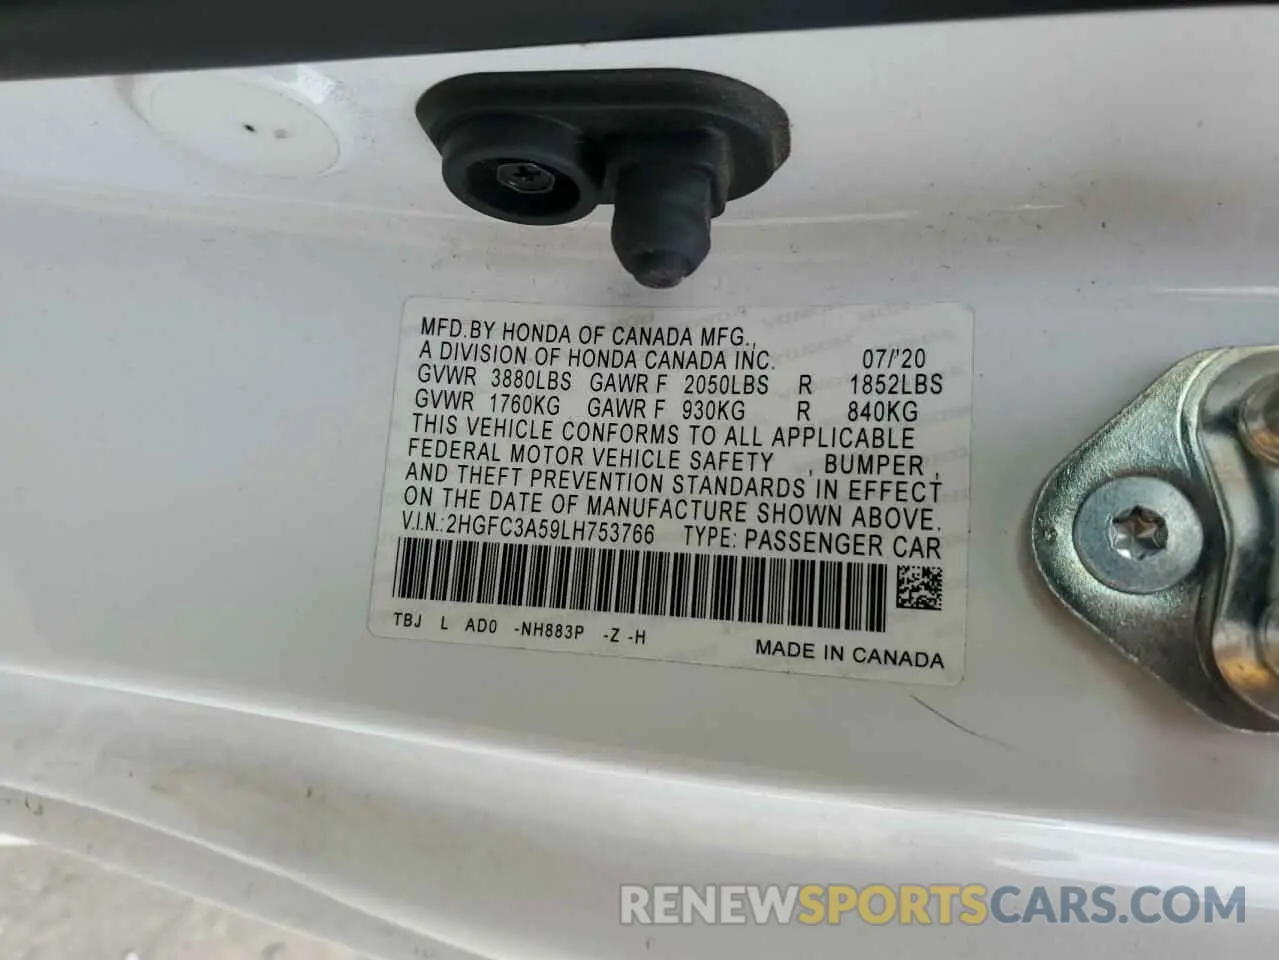 MFD.BY HONDA OF CANADA MFG.,
A DIVISION OF HONDA CANADA INC. 07/'20
GVWR 3880LBS GAWR F 2050LBS R 1852LBS
GVWR 1760KG GAWR F 930KG R 840KG
THIS VEHICLE CONFORMS TO ALL APPLICABLE
FEDERAL MOTOR VEHICLE SAFETY , BUMPER ,
AND THEFT PREVENTION STANDARDS IN EFFECT
ON THE DATE OF MANUFACTURE SHOWN ABOVE.
V.I.N.: 2HGFC3A59LH753766 TYPE: PASSENGER CAR
TBJ L AD0 -NH883P -Z -H
MADE IN CANADA
RENEWSPORTSCARS.COM